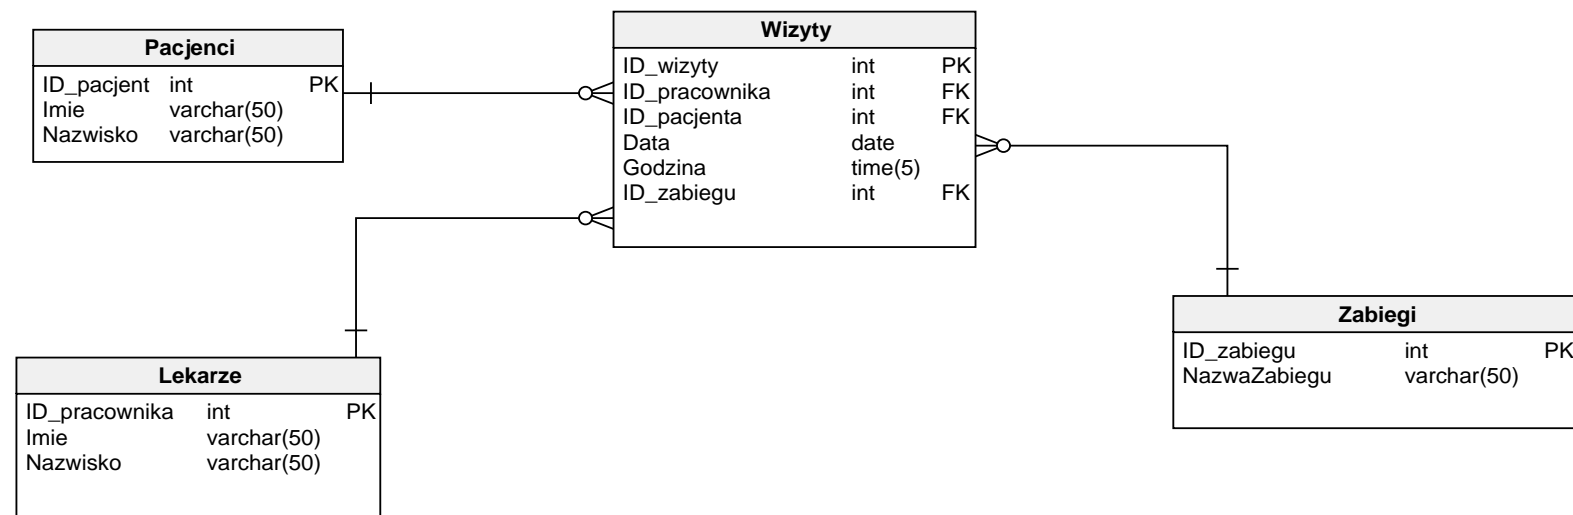 Pacjenci
ID_pacjent int PK
Imie varchar(50)
Nazwisko varchar(50)
Wizyty
ID_wizyty int PK
ID_pracownika int FK
ID_pacjenta int FK
Data date
Godzina time(5)
ID_zabiegu int FK
Lekarze
ID_pracownika int PK
Imie varchar(50)
Nazwisko varchar(50)
Zabiegi
ID_zabiegu int PK
NazwaZabiegu varchar(50)